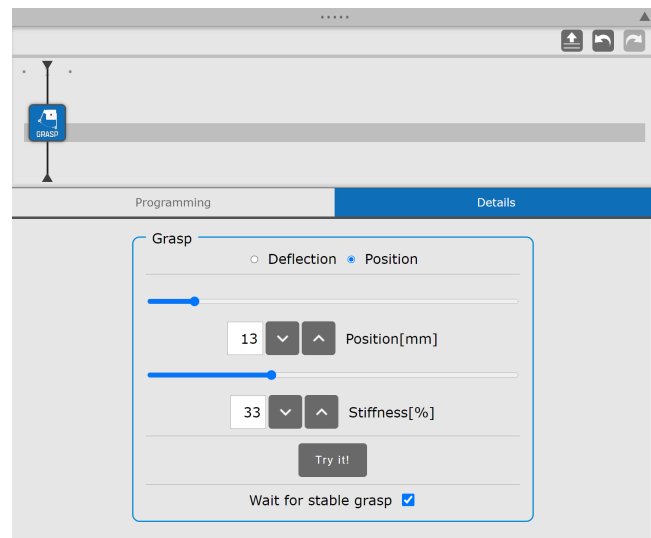 GRASP
Programming
Details
Grasp
Deflection
Position
13
Position[mm]
33
Stiffness[%]
Try it!
Wait for stable grasp